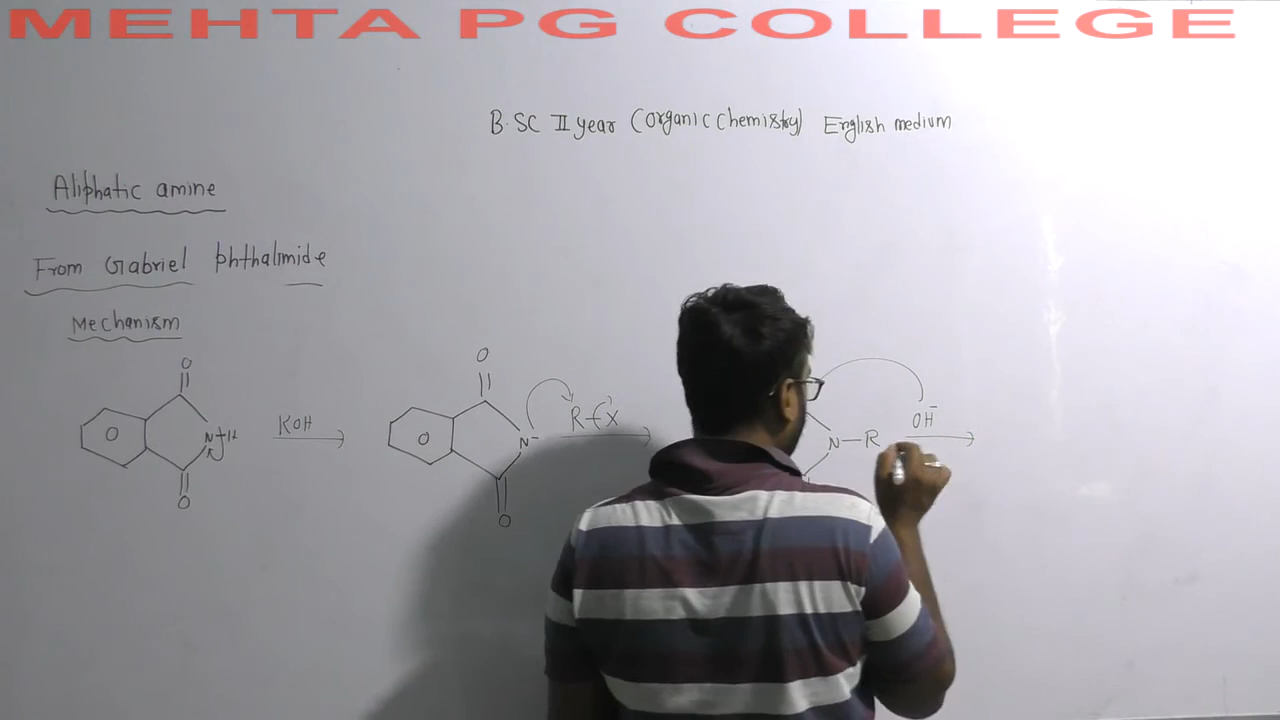 MEHTA PG COLLEGE
B.SC II year (Organic Chemistry) English medium
Aliphatic amine
From Gabriel phthalimide
Mechanism
O O
KOH R-X OH⁻
O N-H O N⁻ N-R
O O